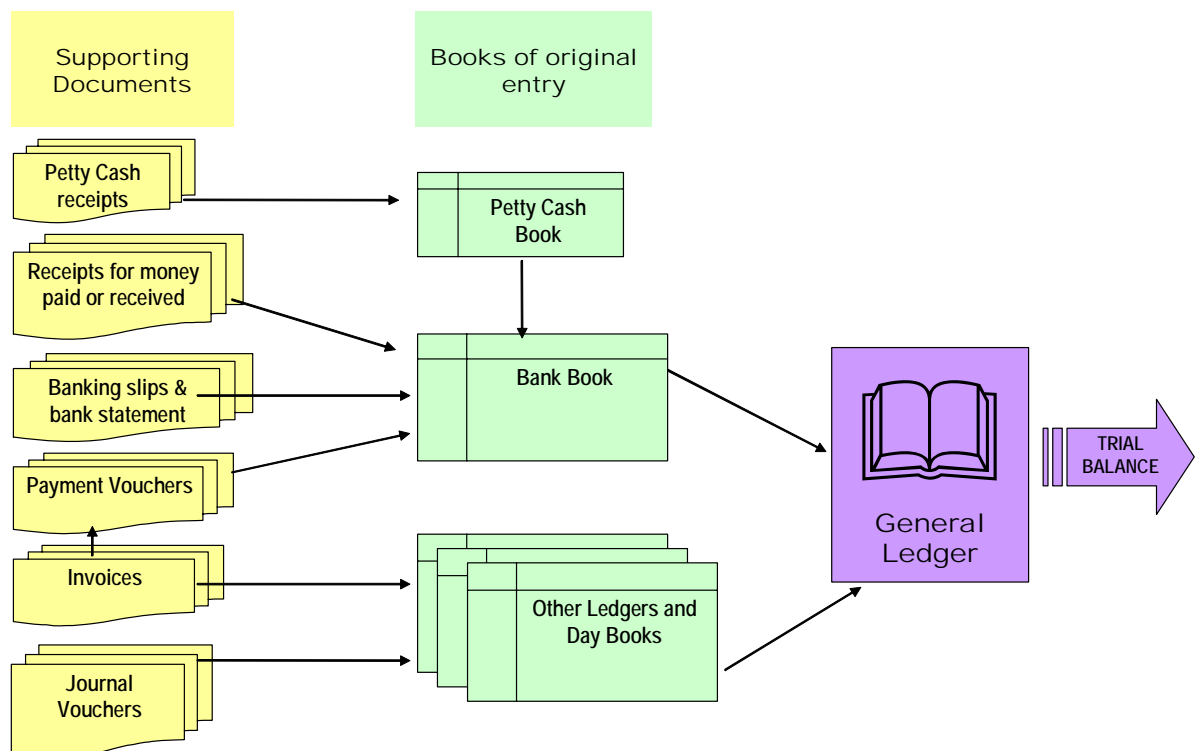 Supporting
Documents
Books of original
entry
Petty Cash
receipts
Petty Cash
Book
Receipts for money
paid or received
Banking slips &
bank statement
Bank Book
Payment Vouchers
TRIAL
BALANCE
General
Ledger
Invoices
Other Ledgers and
Day Books
Journal
Vouchers